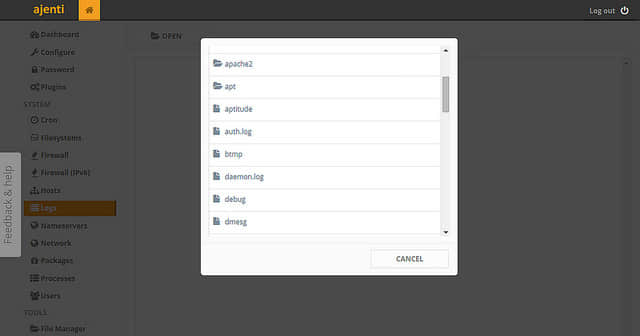 ajenti
Log out
Dashboard
Configure
Password
Plugins
SYSTEM
Cron
Filesystems
Firewall
Firewall (IPv6)
Hosts
Logs
Nameservers
Network
Packages
Processes
Users
TOOLS
File Manager
Feedback & help
OPEN
apache2
apt
aptitude
auth.log
btmp
daemon.log
debug
dmesg
CANCEL